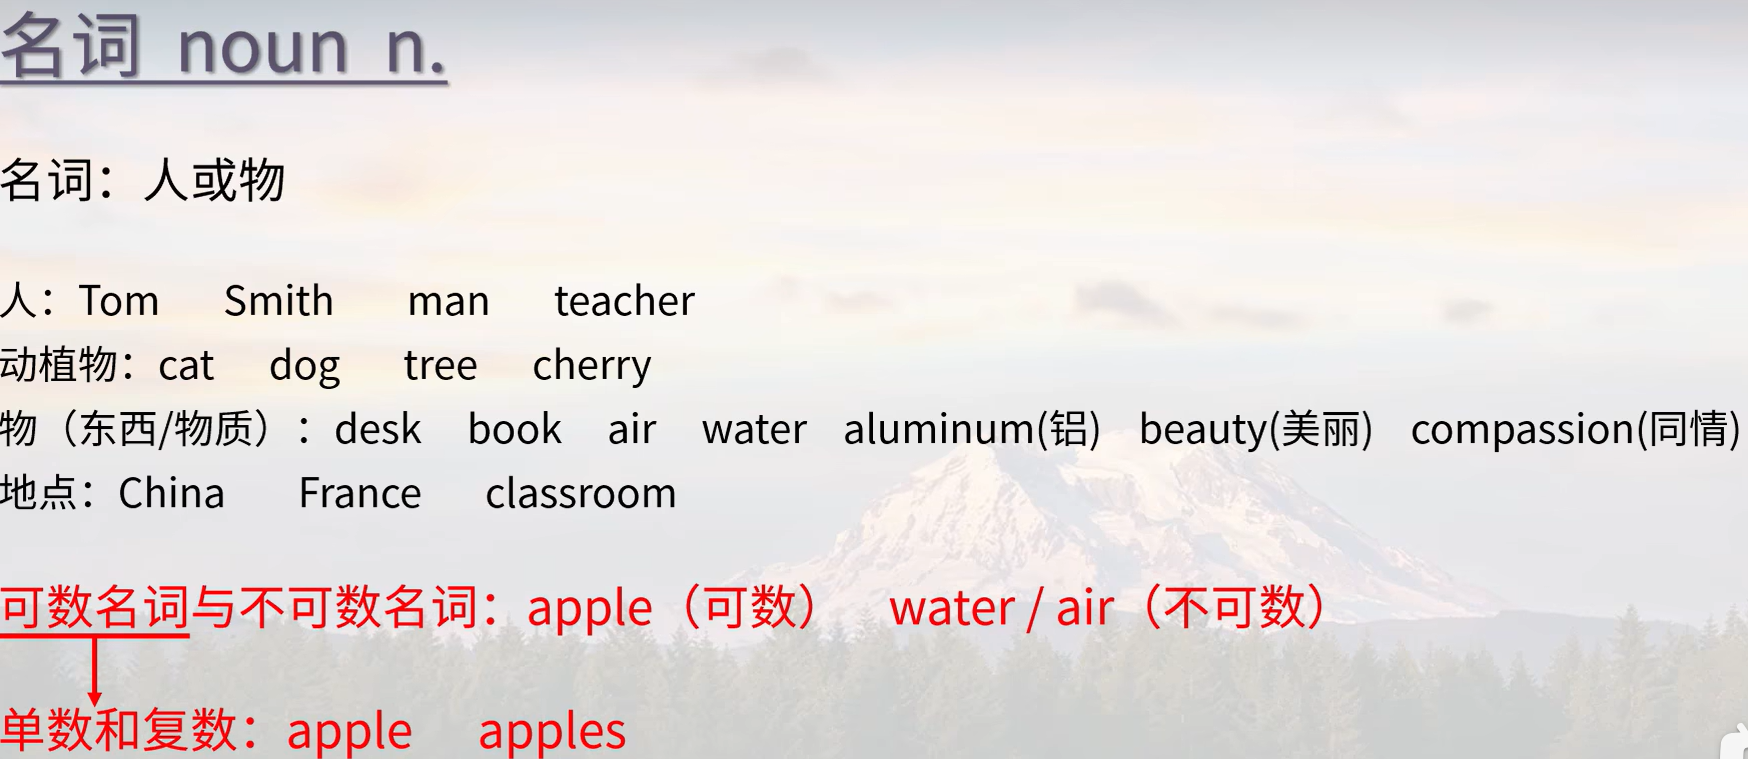 名词 noun n.
名词：人或物
人：Tom Smith man teacher
动植物：cat dog tree cherry
物（东西/物质）：desk book air water aluminum(铝) beauty(美丽) compassion(同情)
地点：China France classroom
可数名词与不可数名词：apple（可数） water / air（不可数）
单数和复数：apple apples